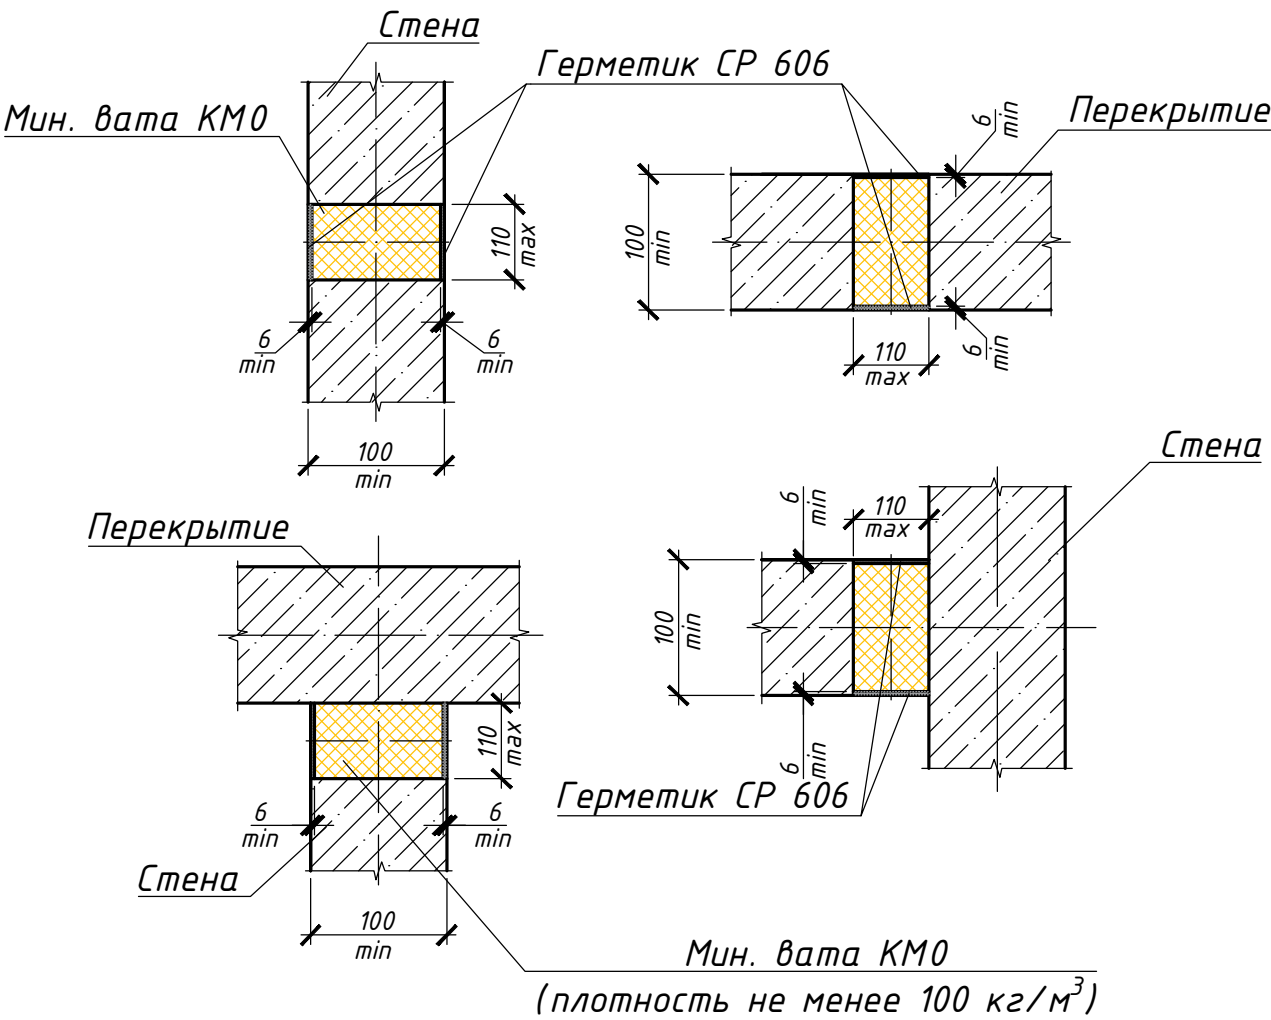 Стена
Герметик СР 606
Мин. вата КМ0
Перекрытие
6
min
100
min
110
max
6
min
6
min
6
min
110
max
100
min
Стена
Перекрытие
6
min
110
max
100
min
110
max
6
min
6
min
6
min
Герметик СР 606
Стена
100
min
Мин. вата КМ0
(плотность не менее 100 кг/м³)